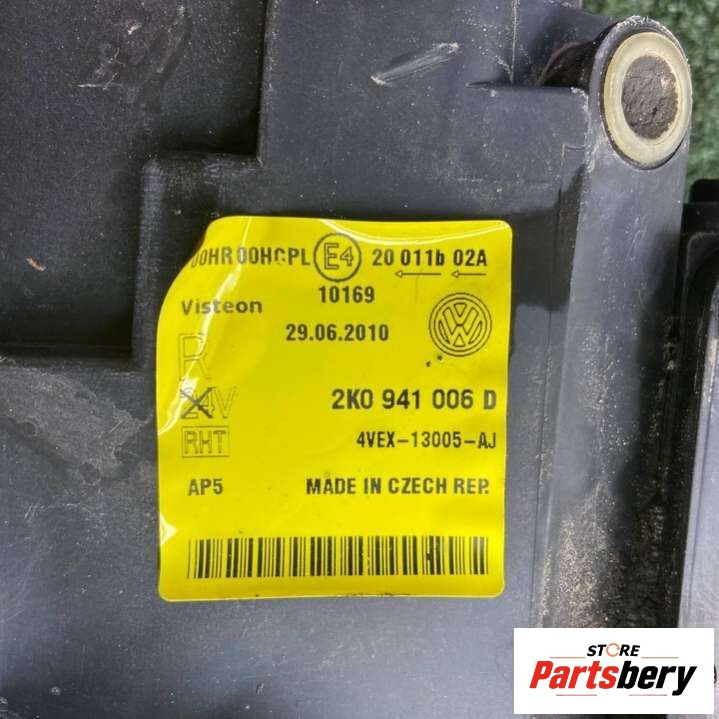 00HR 00HCPL E4 20 011b 02A
10169
Visteon
29.06.2010
R
24V
2K0 941 006 D
RHT
4VEX-13005-AJ
AP5 MADE IN CZECH REP.
STORE
Partsbery